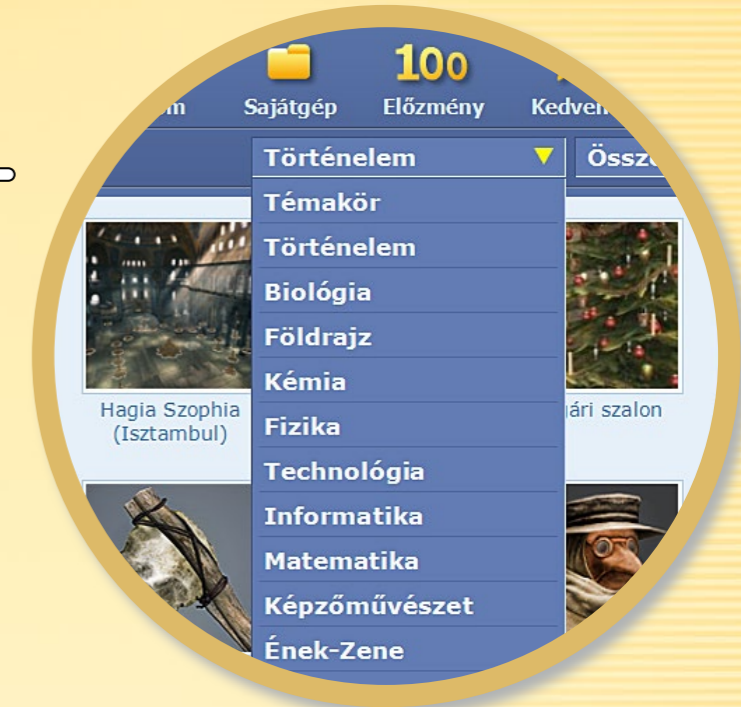 100
Sajátgép Előzmény
Történelem
Témakör
Történelem
Biológia
Földrajz
Kémia
Fizika
Technológia
Informatika
Matematika
Képzőművészet
Ének-Zene
Hagia Szophia
(Isztambul)
szalon